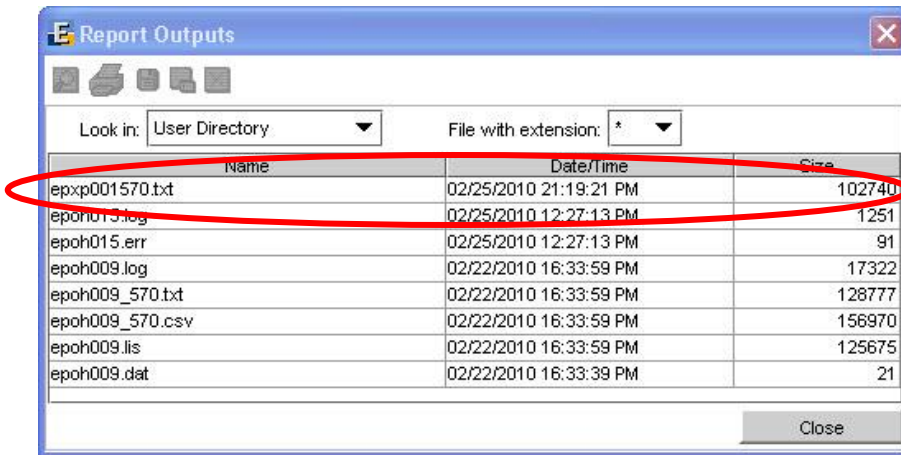 Report Outputs
Look in: User Directory File with extension: *
Name Date/Time Size
epxp001570.txt 02/25/2010 21:19:21 PM 102740
epoh015.log 02/25/2010 12:27:13 PM 1251
epoh015.err 02/25/2010 12:27:13 PM 91
epoh009.log 02/22/2010 16:33:59 PM 17322
epoh009_570.txt 02/22/2010 16:33:59 PM 128777
epoh009_570.csv 02/22/2010 16:33:59 PM 156970
epoh009.lis 02/22/2010 16:33:59 PM 125675
epoh009.dat 02/22/2010 16:33:39 PM 21
Close